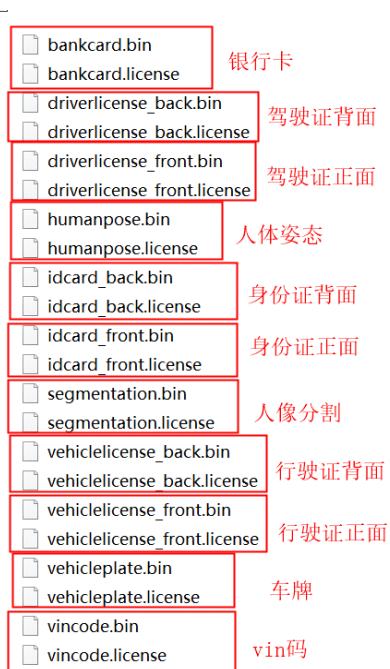 bankcard.bin
bankcard.license
银行卡
driverlicense_back.bin
driverlicense_back.license
驾驶证背面
driverlicense_front.bin
driverlicense_front.license
驾驶证正面
humanpose.bin
humanpose.license
人体姿态
idcard_back.bin
idcard_back.license
身份证背面
idcard_front.bin
idcard_front.license
身份证正面
segmentation.bin
segmentation.license
人像分割
vehiclelicense_back.bin
vehiclelicense_back.license
行驶证背面
vehiclelicense_front.bin
vehiclelicense_front.license
行驶证正面
vehicleplate.bin
vehicleplate.license
车牌
vincode.bin
vincode.license
vin码